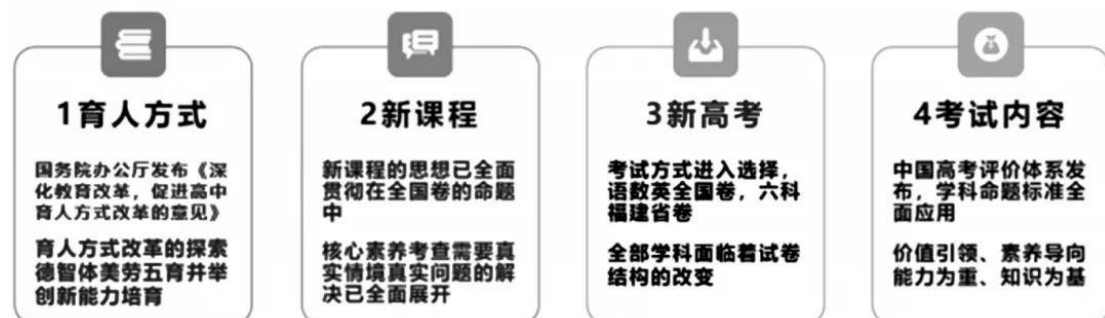 1育人方式
国务院办公厅发布《深
化教育改革，促进高中
育人方式改革的意见》
育人方式改革的探索
德智体美劳五育并举
创新能力培育
2新课程
新课程的思想已全面
贯彻在全国卷的命题
中
核心素养考查需要真
实情境真实问题的解
决已全面展开
3新高考
考试方式进入选择，
语数英全国卷，六科
福建省卷
全部学科面临着试卷
结构的改变
4考试内容
中国高考评价体系发
布，学科命题标准全
面应用
价值引领、素养导向
能力为重、知识为基